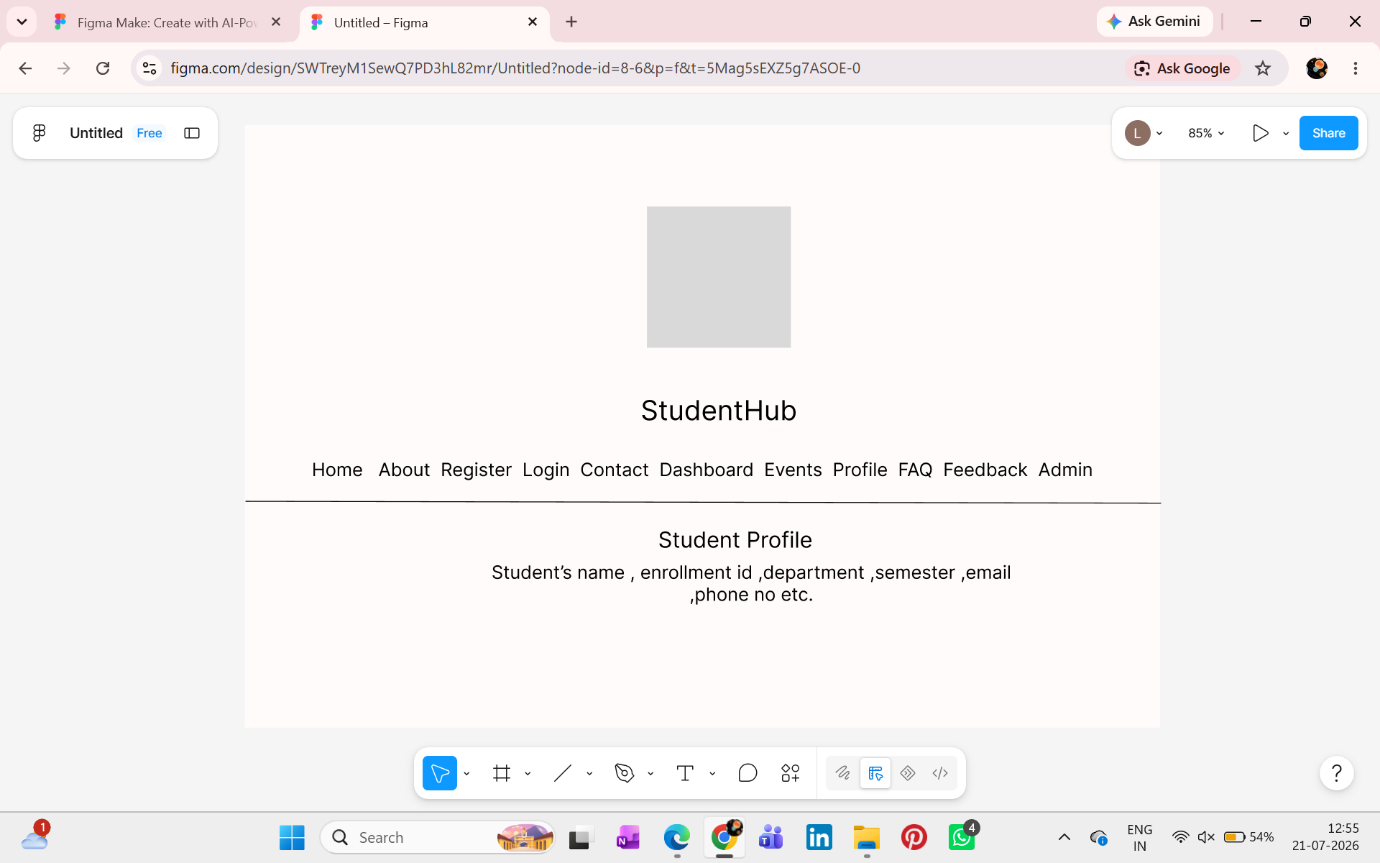 Figma Make: Create with AI-Pow
Untitled – Figma
Ask Gemini
figma.com/design/SWTreyM1SewQ7PD3hL82mr/Untitled?node-id=8-6&p=f&t=5Mag5sEXZ5g7ASOE-0
Ask Google
Untitled Free
L 85% Share
StudentHub
Home About Register Login Contact Dashboard Events Profile FAQ Feedback Admin
Student Profile
Student’s name , enrollment id ,department ,semester ,email
,phone no etc.
?
1
Search
4
ENG
IN
54%
12:55
21-07-2026